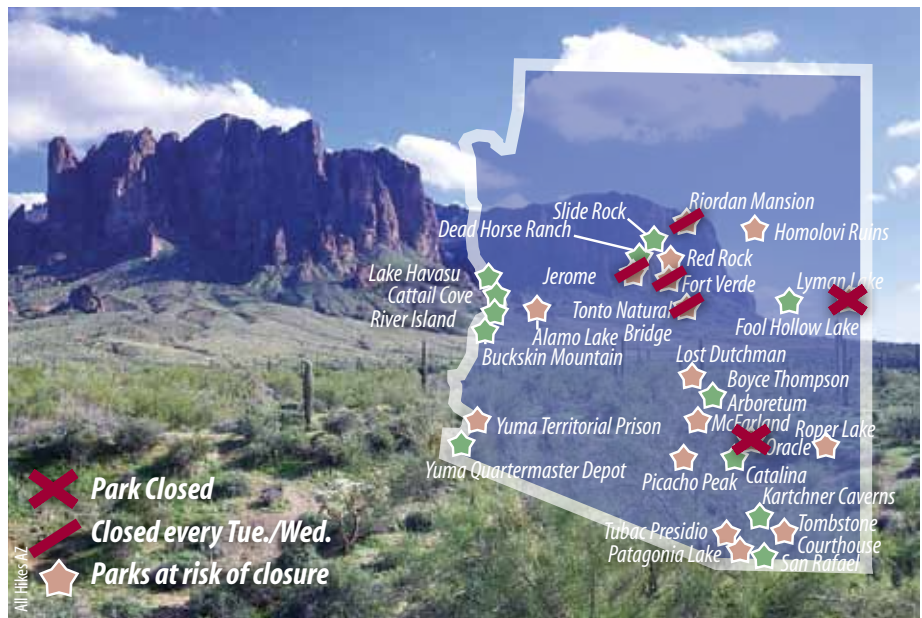 Riordan Mansion
Slide Rock
Dead Horse Ranch
Homolovi Ruins
Red Rock
Lake Havasu
Jerome
Cattail Cove
Fort Verde
Lyman Lake
River Island
Tonto Natural
Bridge
Alamo Lake
Fool Hollow Lake
Buckskin Mountain
Lost Dutchman
Boyce Thompson
Arboretum
Yuma Territorial Prison
McFarland
Roper Lake
Oracle
Yuma Quartermaster Depot
Picacho Peak
Catalina
Kartchner Caverns
Tubac Presidio
Tombstone
Courthouse
Patagonia Lake
San Rafael
Park Closed
Closed every Tue./Wed.
Parks at risk of closure
All Hikes AZ